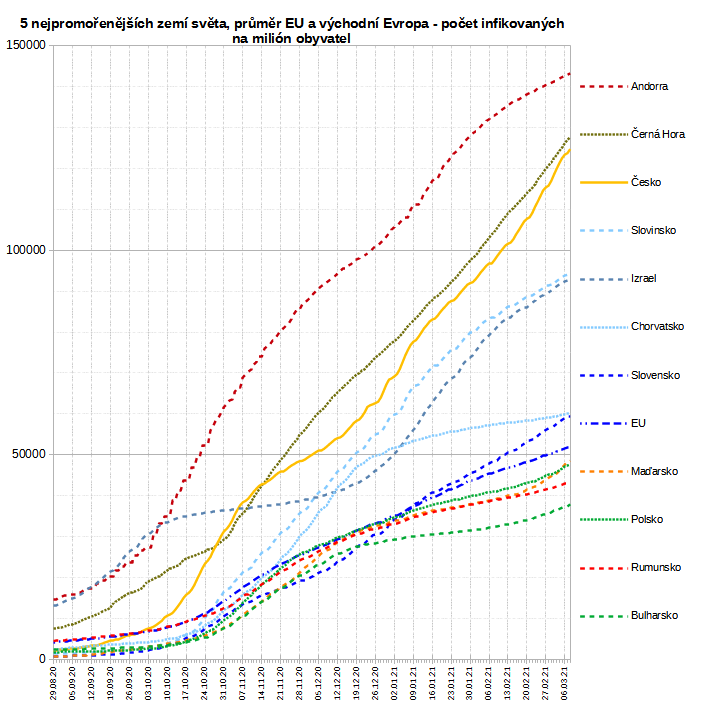 5 nejpromořenějších zemí světa, průměr EU a východní Evropa - počet infikovaných
na milión obyvatel
150000
100000
50000
0
Andorra
Černá Hora
Česko
Slovinsko
Izrael
Chorvatsko
Slovensko
EU
Maďarsko
Polsko
Rumunsko
Bulharsko
29.08.20
05.09.20
12.09.20
19.09.20
26.09.20
03.10.20
10.10.20
17.10.20
24.10.20
31.10.20
07.11.20
14.11.20
21.11.20
28.11.20
05.12.20
12.12.20
19.12.20
26.12.20
02.01.21
09.01.21
16.01.21
23.01.21
30.01.21
06.02.21
13.02.21
20.02.21
27.02.21
06.03.21